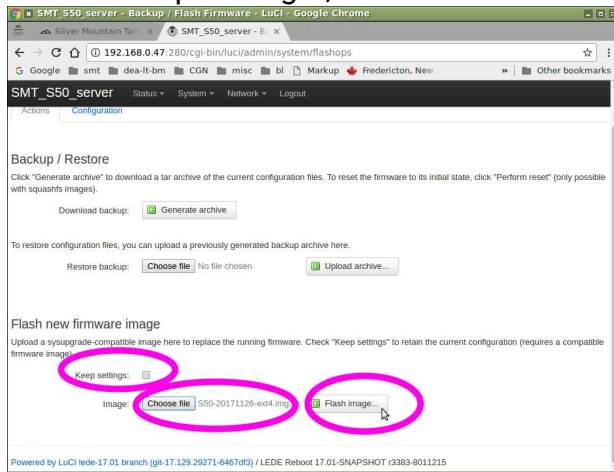 SMT_S50_server - Backup / Flash Firmware - LuCI - Google Chrome
Silver Mountain Tar × SMT_S50_server - B ×
192.168.0.47:280/cgi-bin/luci/admin/system/flashops
Google smt dea-lt-bm CGN misc bl Markup Fredericton, New » Other bookmarks
SMT_S50_server Status System Network Logout
Actions Configuration
Backup / Restore
Click "Generate archive" to download a tar archive of the current configuration files. To reset the firmware to its initial state, click "Perform reset" (only possible
with squashfs images).
Download backup: Generate archive
To restore configuration files, you can upload a previously generated backup archive here.
Restore backup: Choose file No file chosen Upload archive...
Flash new firmware image
Upload a sysupgrade-compatible image here to replace the running firmware. Check "Keep settings" to retain the current configuration (requires a compatible
firmware image).
Keep settings:
Image: Choose file S50-20171126-ext4.img Flash image...
Powered by LuCI lede-17.01 branch (git-17.129.29271-6467df3) / LEDE Reboot 17.01-SNAPSHOT r3383-8011215